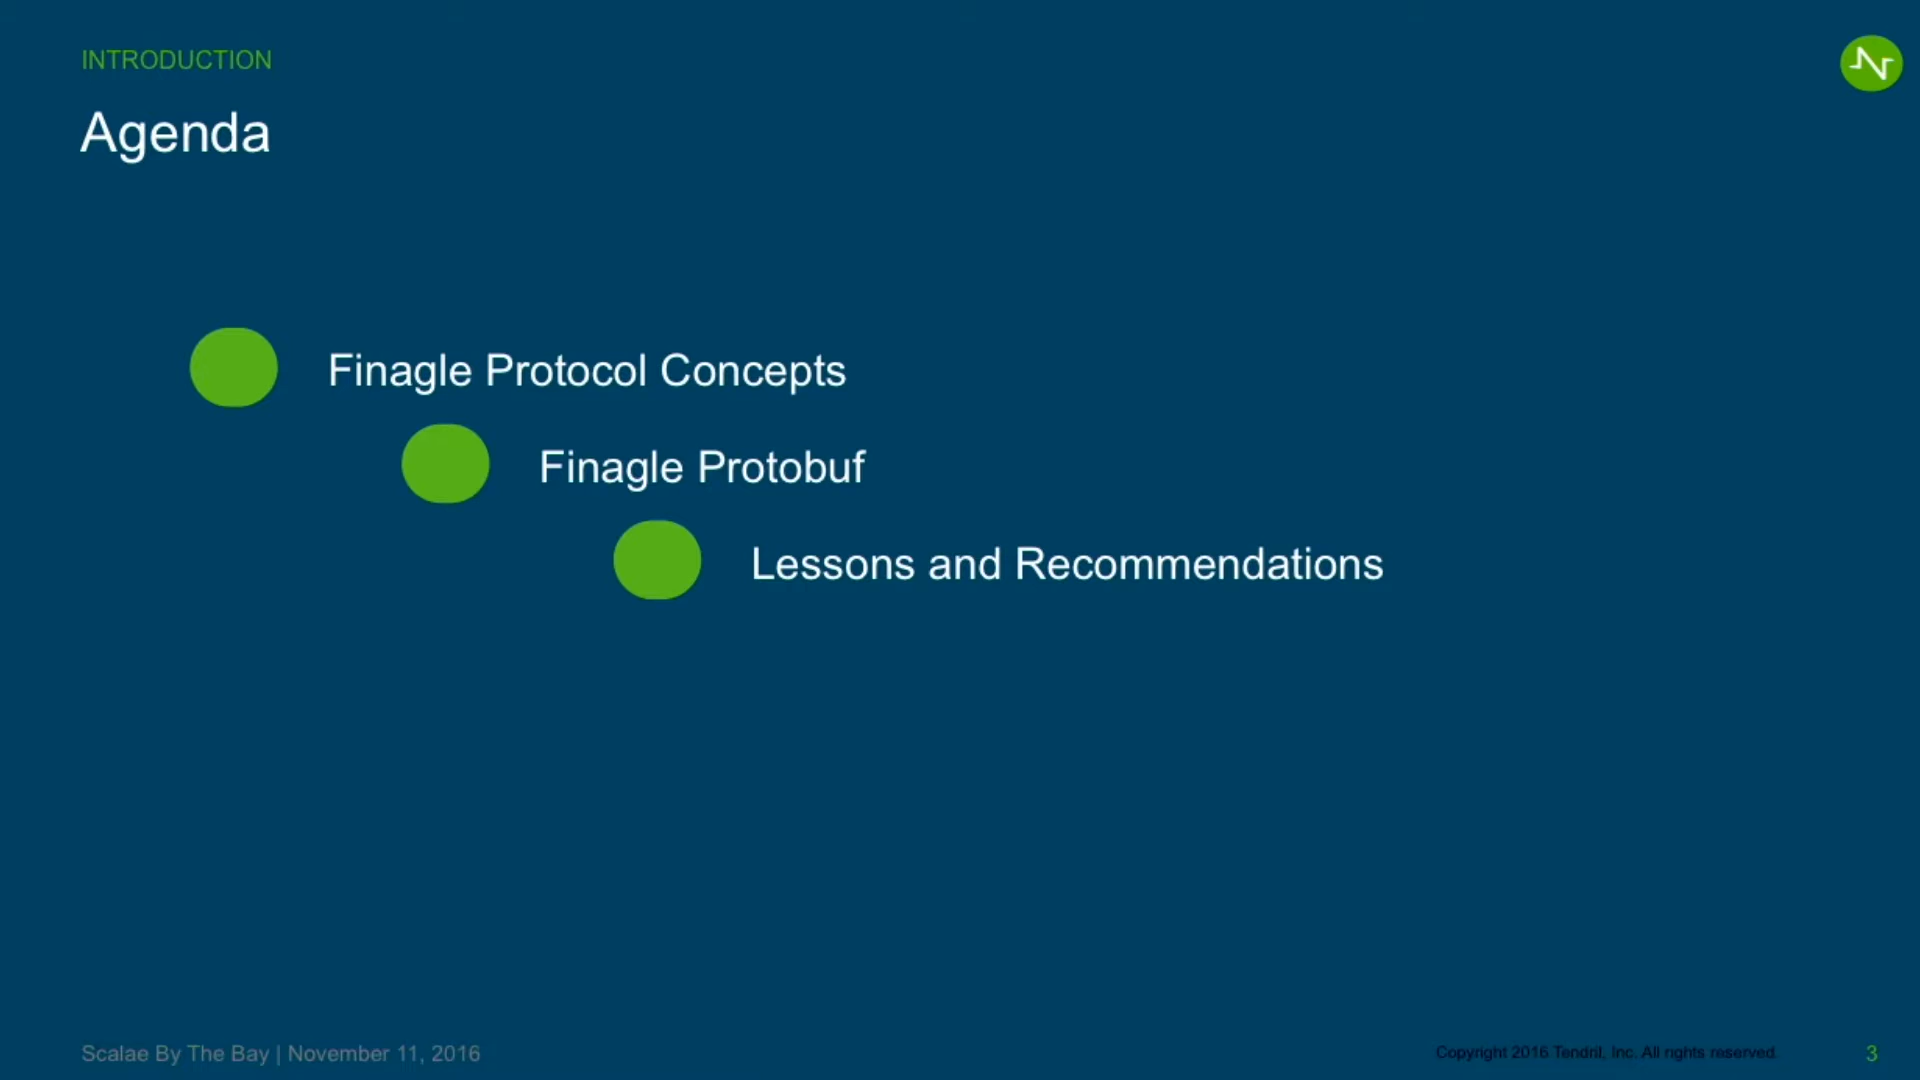 INTRODUCTION
Agenda
Finagle Protocol Concepts
Finagle Protobuf
Lessons and Recommendations
Scalae By The Bay | November 11, 2016
Copyright 2016 Tendril, Inc. All rights reserved.
3